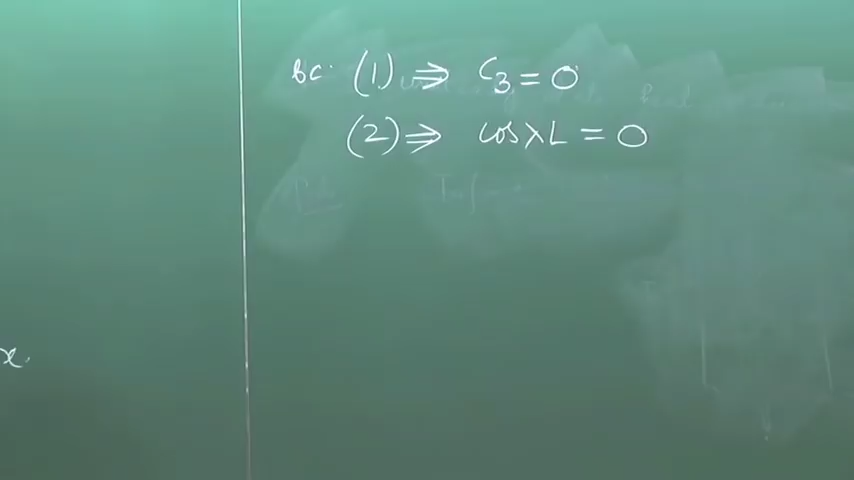 BC. (1) ⇒ C₃ = 0
(2) ⇒ cos λL = 0
x.